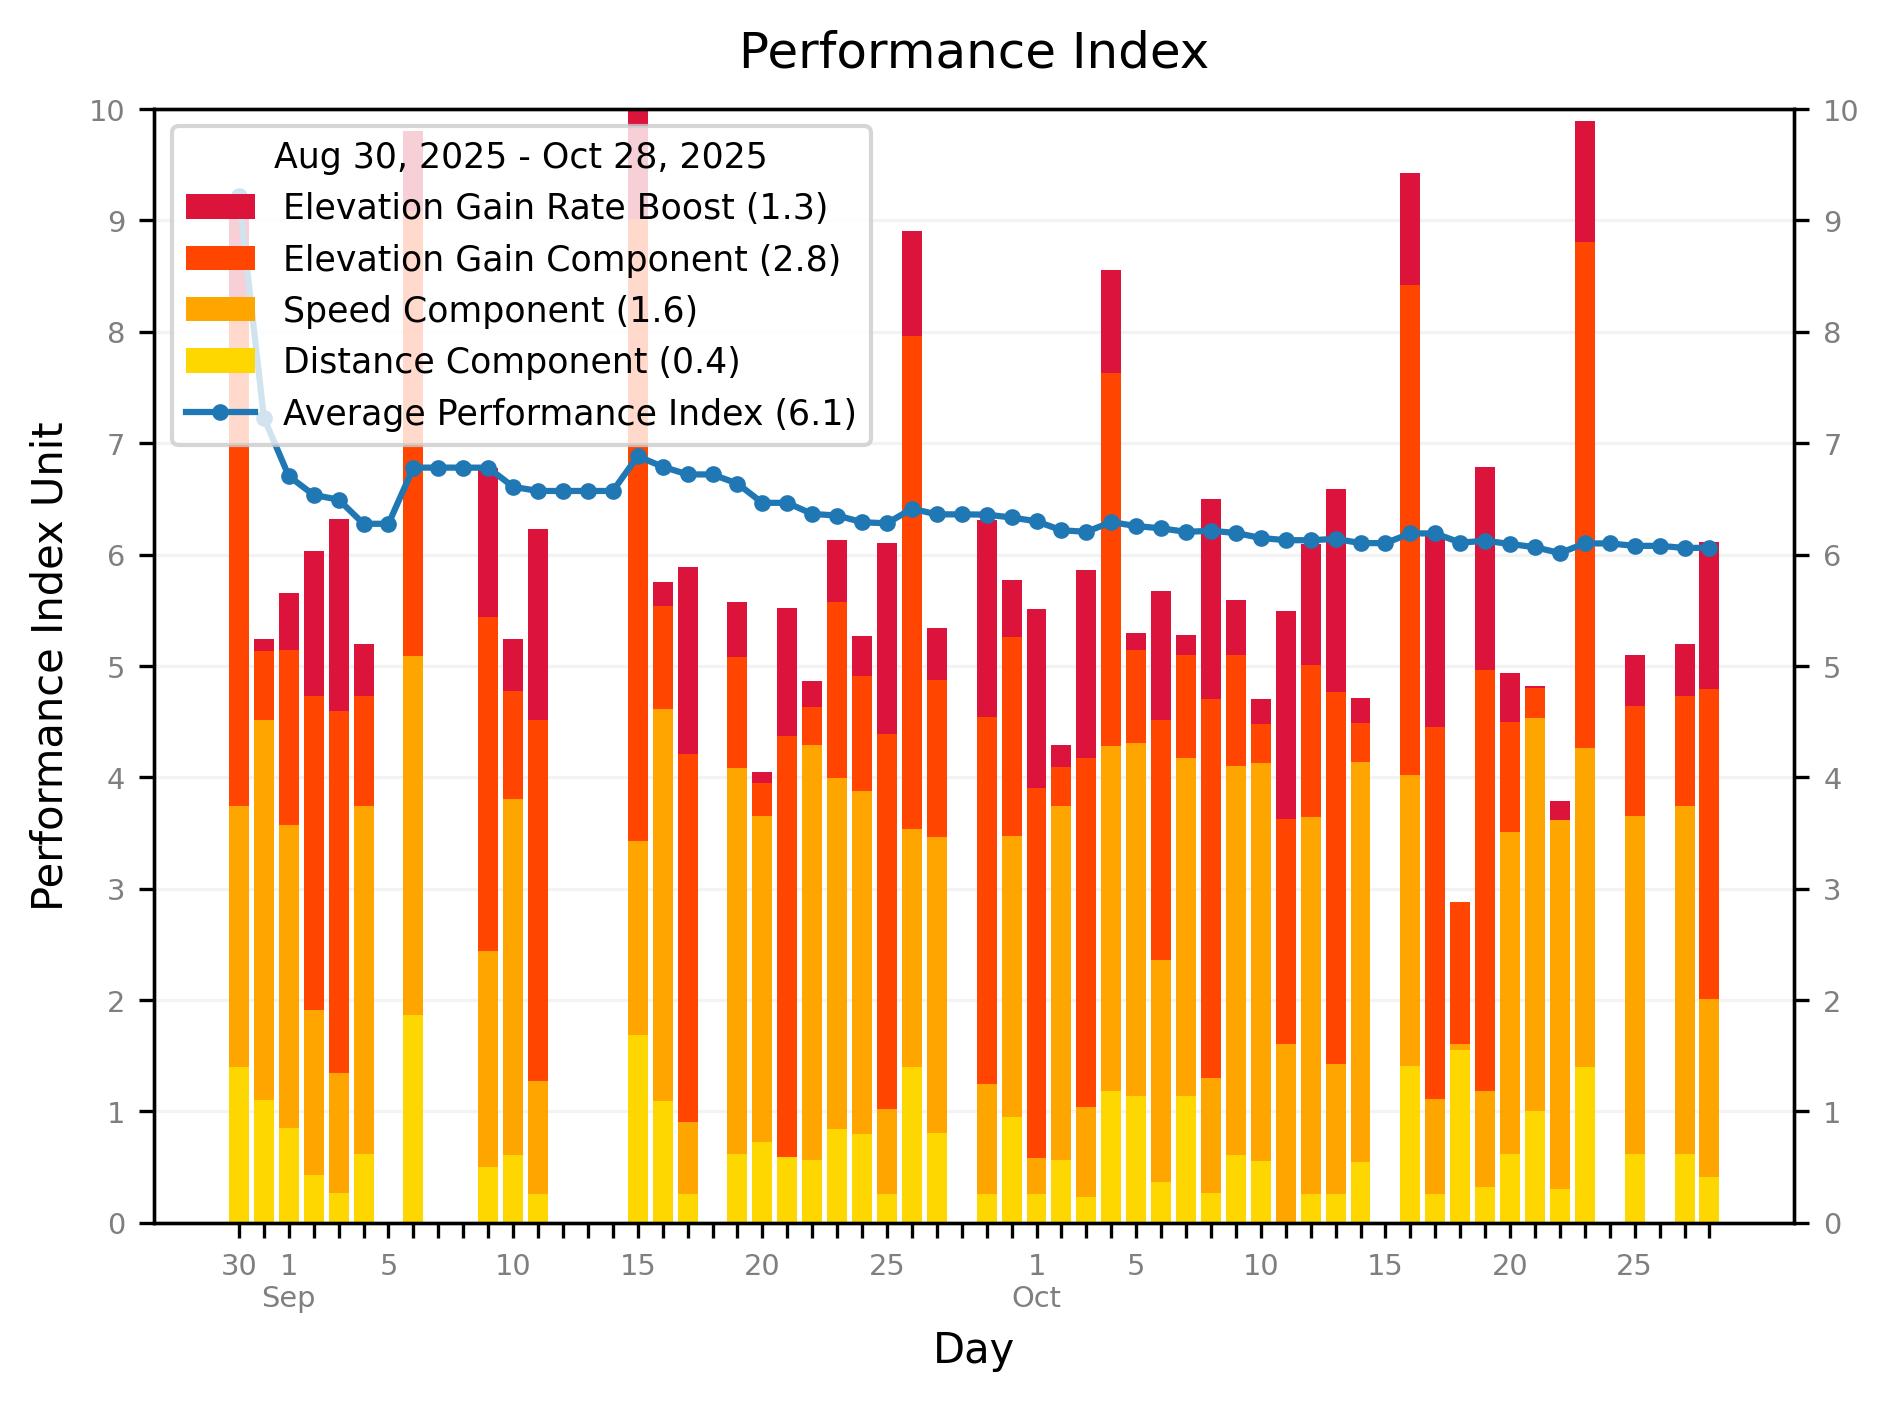 Performance Index
Aug 30, 2025 - Oct 28, 2025
Elevation Gain Rate Boost (1.3)
Elevation Gain Component (2.8)
Speed Component (1.6)
Distance Component (0.4)
Average Performance Index (6.1)
Performance Index Unit
10 10
9 9
8 8
7 7
6 6
5 5
4 4
3 3
2 2
1 1
0 0
30 1 5 10 15 20 25 1 5 10 15 20 25
Sep Oct
Day